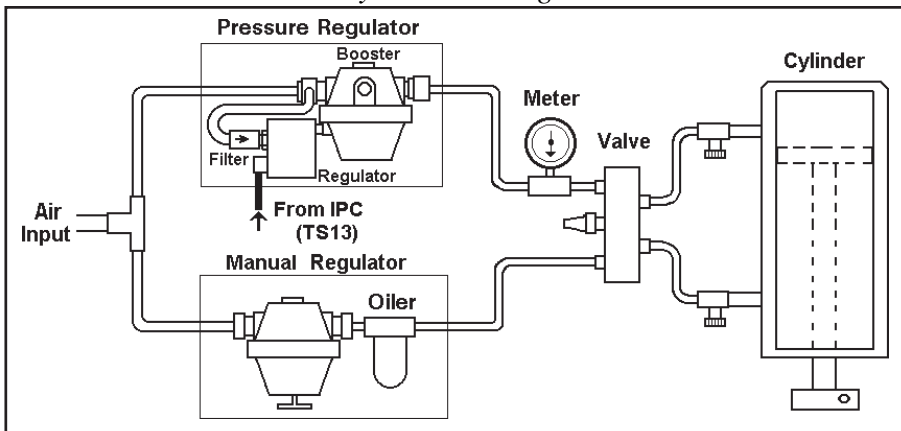 Pressure Regulator
Booster
Cylinder
Meter
Valve
Filter
Regulator
Air
Input
From IPC
(TS13)
Manual Regulator
Oiler